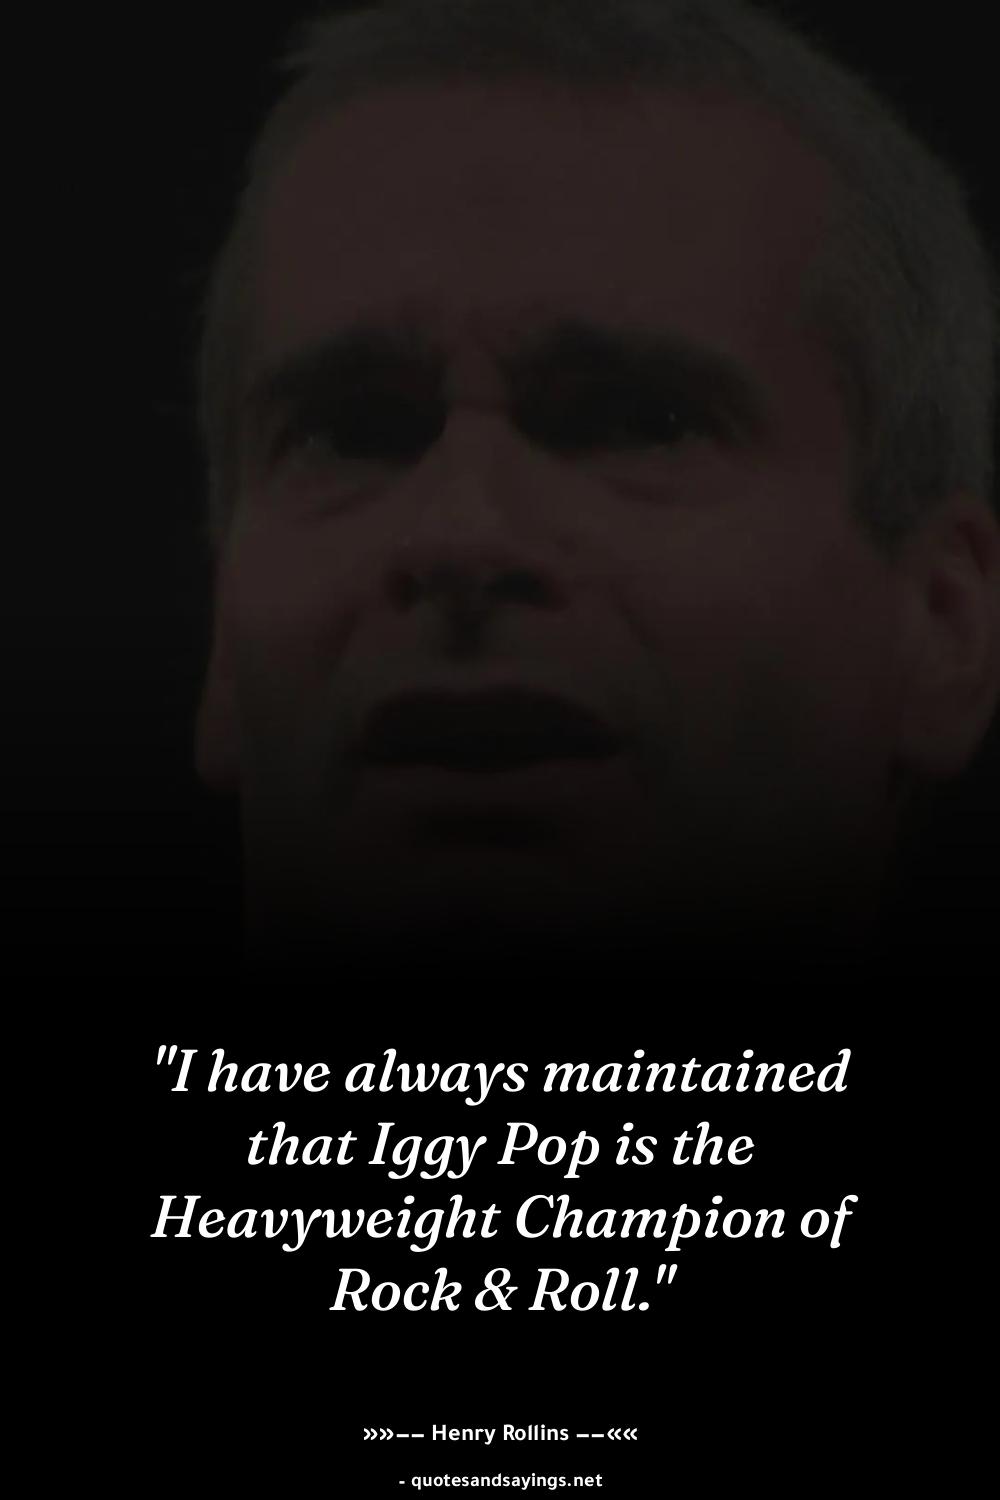 "I have always maintained
that Iggy Pop is the
Heavyweight Champion of
Rock & Roll."
»»–– Henry Rollins ––««
- quotesandsayings.net